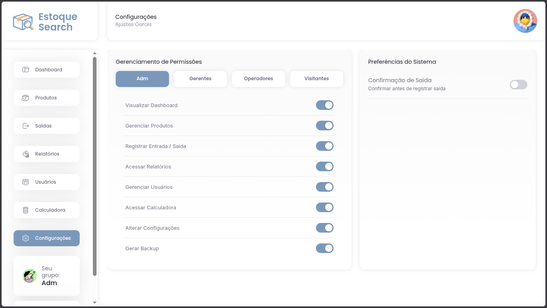 Estoque
Search
Configurações
Ajustes Gerais
Dashboard
Produtos
Saídas
Relatórios
Usuários
Calculadora
Configurações
Seu
grupo:
Adm
Gerenciamento de Permissões
Adm
Gerentes
Operadores
Visitantes
Visualizar Dashboard
Gerenciar Produtos
Registrar Entrada / Saída
Acessar Relatórios
Gerenciar Usuários
Acessar Calculadora
Alterar Configurações
Gerar Backup
Preferências do Sistema
Confirmação de Saída
Confirmar antes de registrar saída